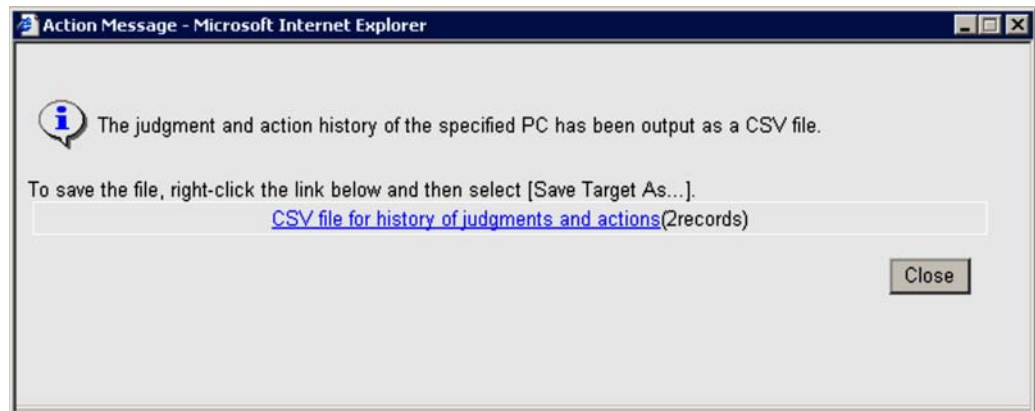 Action Message - Microsoft Internet Explorer
The judgment and action history of the specified PC has been output as a CSV file.
To save the file, right-click the link below and then select [Save Target As...].
CSV file for history of judgments and actions(2records)
Close